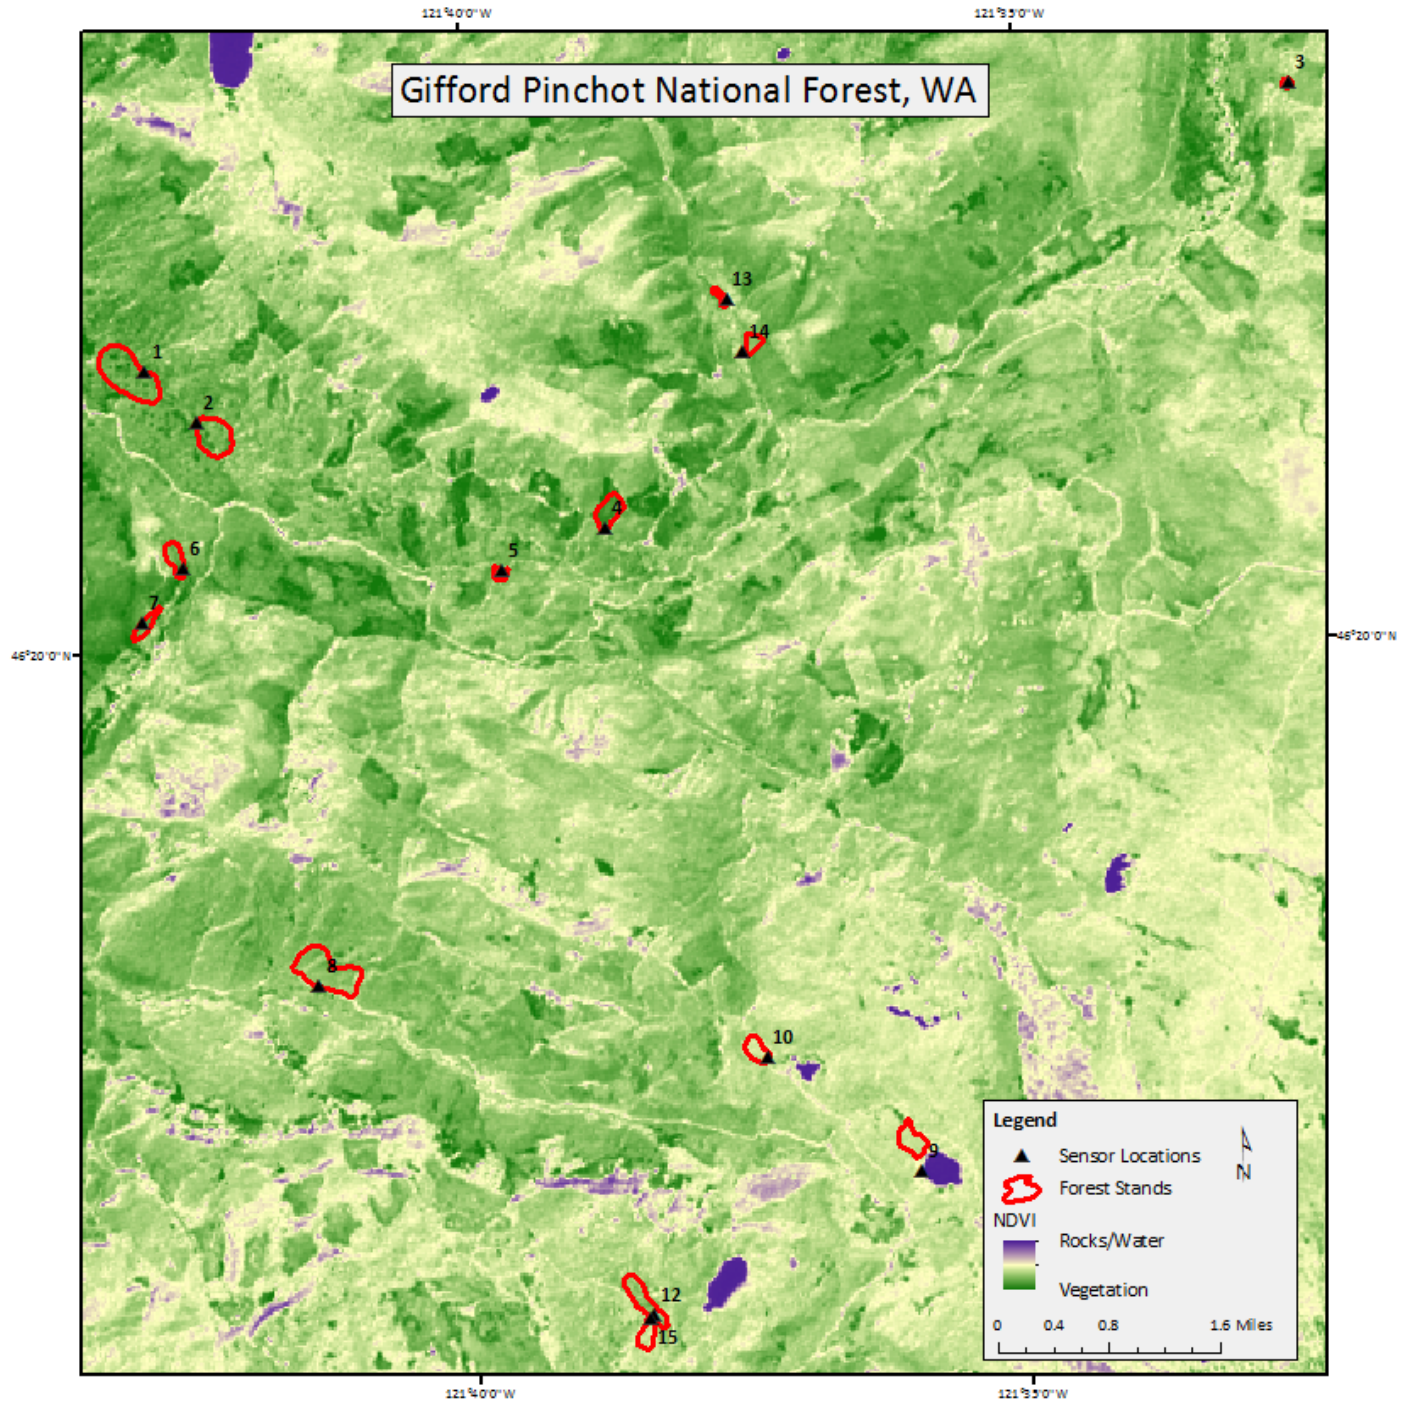 121°40'0"W 121°35'0"W
Gifford Pinchot National Forest, WA
3
13
14
1
2
4
5
6
7
46°20'0"N 46°20'0"N
8
10
9
12
15
Legend
Sensor Locations
Forest Stands
NDVI
Rocks/Water
Vegetation
N
0 0.4 0.8 1.6 Miles
121°40'0"W 121°35'0"W